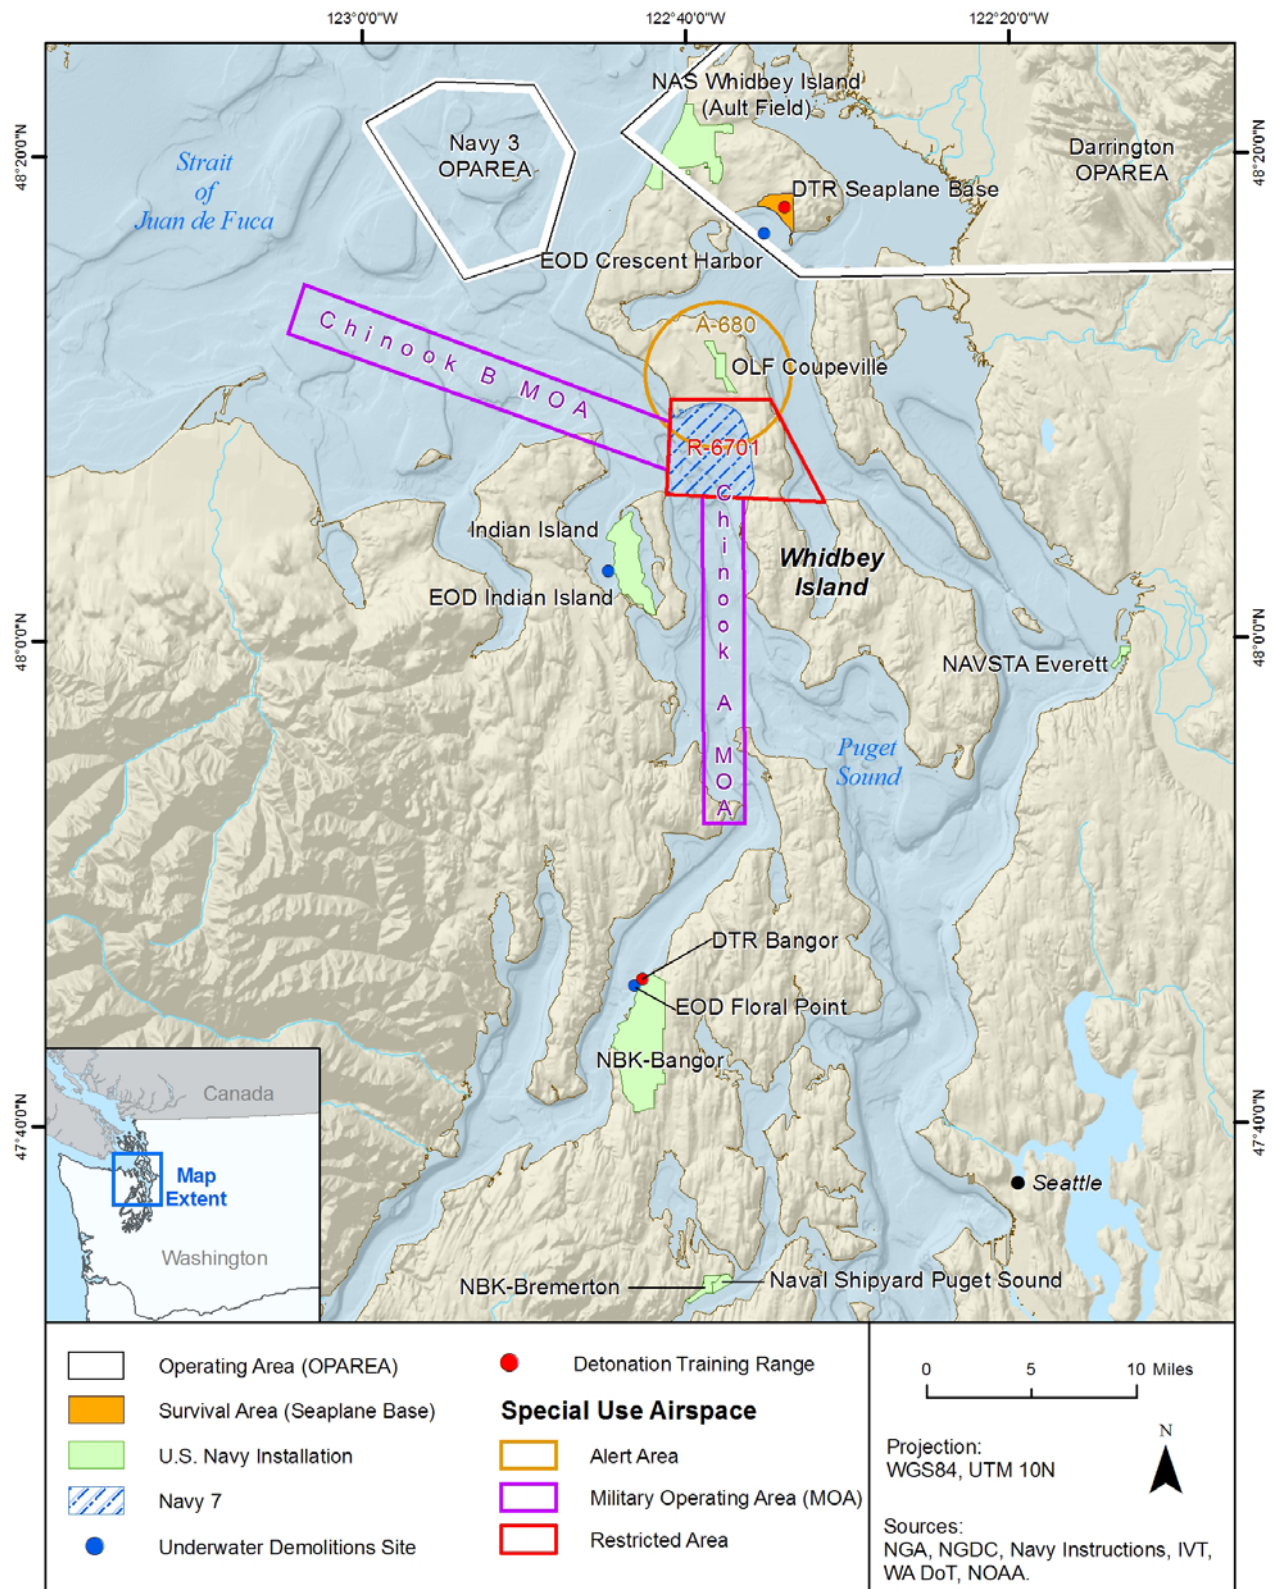 123°0'0"W
122°40'0"W
122°20'0"W
48°20'0"N
48°20'0"N
48°0'0"N
48°0'0"N
47°40'0"N
47°40'0"N
NAS Whidbey Island
(Ault Field)
Navy 3
OPAREA
Darrington
OPAREA
Strait
of
Juan de Fuca
DTR Seaplane Base
EOD Crescent Harbor
Chinook B MOA
A-680
OLF Coupeville
R-6701
Chinook A MOA
Indian Island
EOD Indian Island
Whidbey
Island
NAVSTA Everett
Puget
Sound
DTR Bangor
EOD Floral Point
NBK-Bangor
Seattle
NBK-Bremerton
Naval Shipyard Puget Sound
Canada
Map
Extent
Washington
Operating Area (OPAREA)
Survival Area (Seaplane Base)
U.S. Navy Installation
Navy 7
Underwater Demolitions Site
Detonation Training Range
Special Use Airspace
Alert Area
Military Operating Area (MOA)
Restricted Area
0 5 10 Miles
N
Projection:
WGS84, UTM 10N
Sources:
NGA, NGDC, Navy Instructions, IVT,
WA DoT, NOAA.